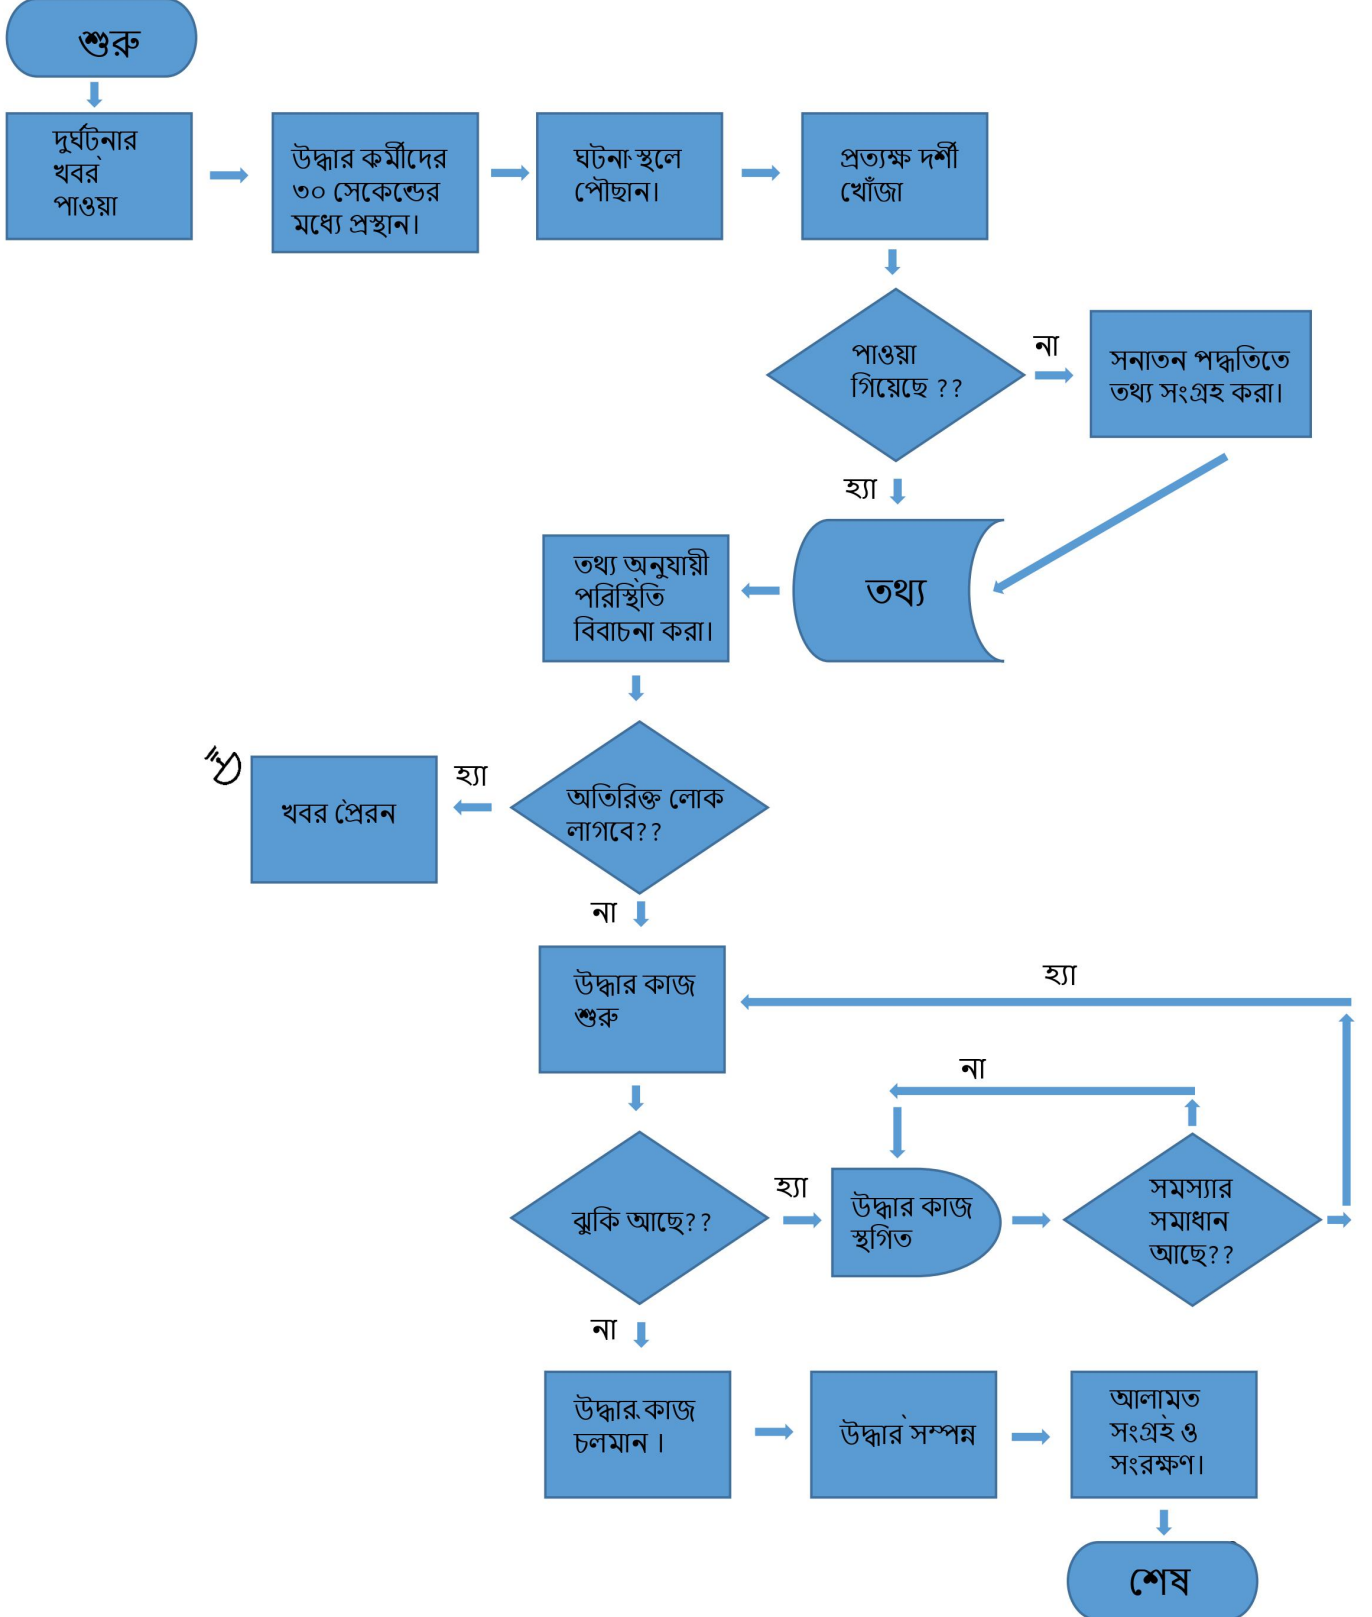 শুরু
দুর্ঘটনার
খবর
পাওয়া
উদ্ধার কর্মীদের
৩০ সেকেন্ডের
মধ্যে প্রস্থান।
ঘটনা স্থলে
পৌছান।
প্রত্যক্ষ দর্শী
খোঁজা
পাওয়া
গিয়েছে ??
না
সনাতন পদ্ধতিতে
তথ্য সংগ্রহ করা।
হ্যা
তথ্য
তথ্য অনুযায়ী
পরিস্থিতি
বিবাচনা করা।
অতিরিক্ত লোক
লাগবে??
হ্যা
খবর প্রেরন
না
উদ্ধার কাজ
শুরু
হ্যা
না
ঝুকি আছে??
হ্যা
উদ্ধার কাজ
স্থগিত
সমস্যার
সমাধান
আছে??
না
উদ্ধার কাজ
চলমান ।
উদ্ধার সম্পন্ন
আলামত
সংগ্রহ ও
সংরক্ষণ।
শেষ